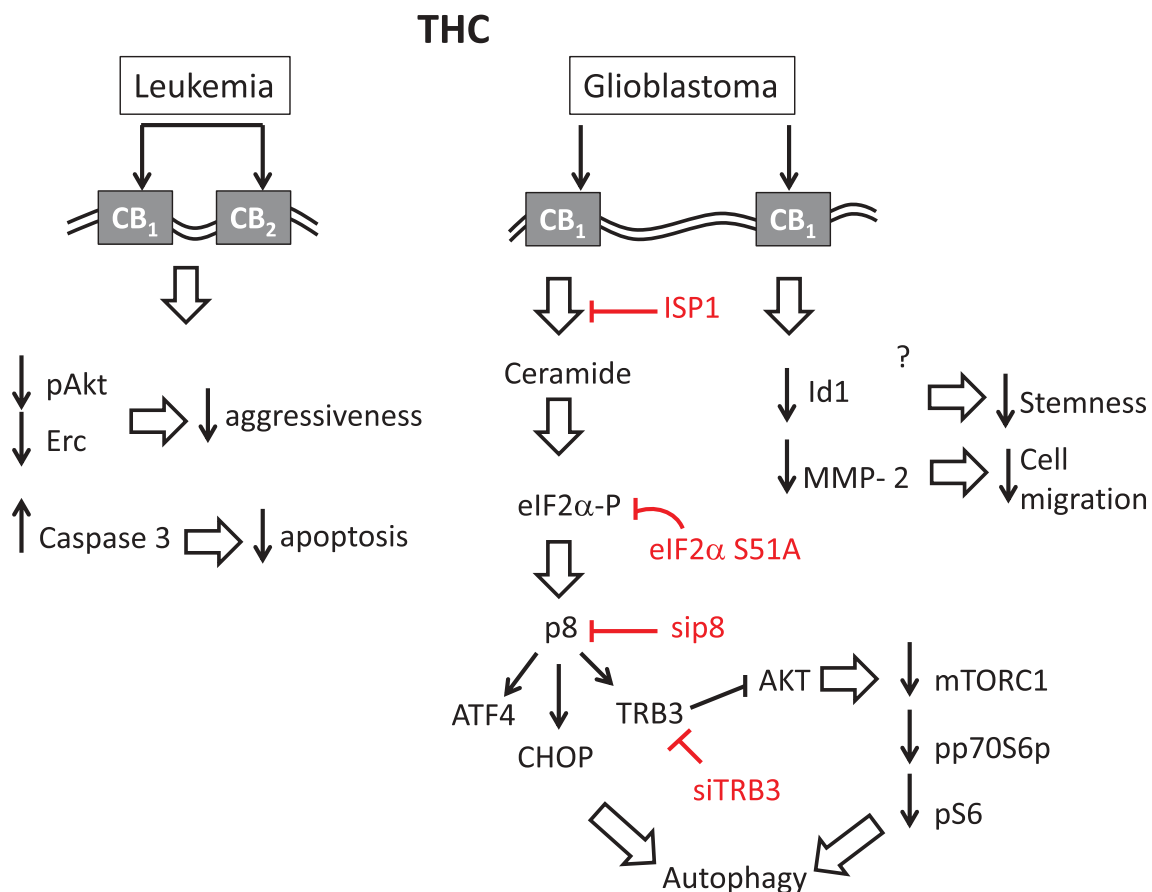 THC
Leukemia
CB1
CB2
pAkt
Erc
aggressiveness
Caspase 3
apoptosis
Glioblastoma
CB1
CB1
ISP1
Ceramide
eIF2α-P
eIF2α S51A
p8
sip8
ATF4
CHOP
TRB3
siTRB3
AKT
mTORC1
pp70S6p
pS6
Autophagy
?
Id1
Stemness
MMP- 2
Cell
migration